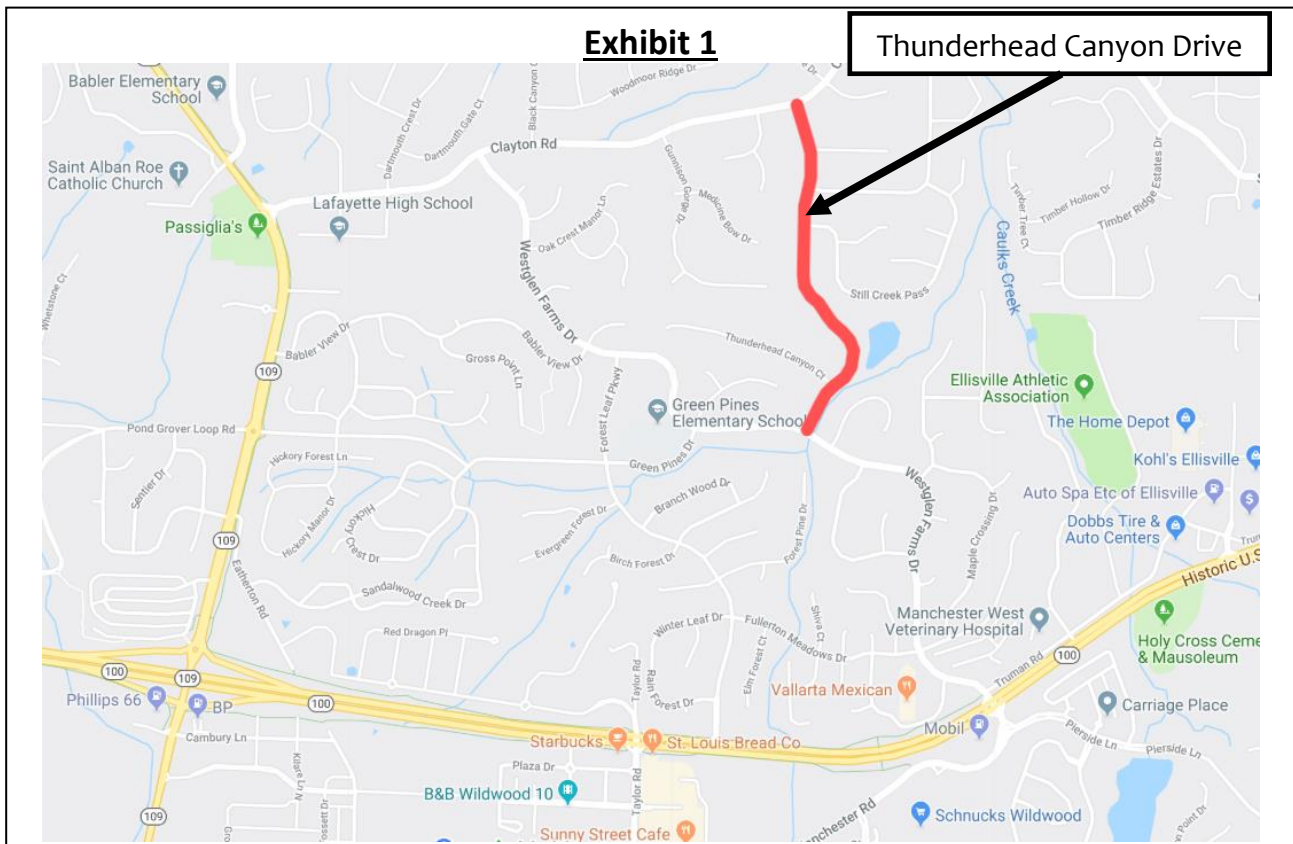 Exhibit 1
Thunderhead Canyon Drive
Babler Elementary
School
Woodmoor Ridge Dr
Black Canyon
Dartmouth Crest Dr
Dartmouth Gate Ct
Clayton Rd
Saint Alban Roe
Catholic Church
Lafayette High School
Passiglia's
Gunnison Gorge Dr
Medicine Bow Dr
Oak Crest Manor Ln
Westglen Farms Dr
Timber Tree Ct
Timber Hollow Dr
Timber Ridge Estates Dr
Caulks Creek
Whetstone Ct
Still Creek Pass
Babler View Dr
109
Gross Point Ln
Babler View Dr
Thunderhead Canyon Ct
Forest Leaf Pkwy
Green Pines
Elementary School
Ellisville Athletic
Association
The Home Depot
Kohl's Ellisville
Pond Grover Loop Rd
Hickory Forest Ln
Green Pines Dr
Sentier Dr
Hickory Manor Dr
Hickory
Crest Dr
Branch Wood Dr
Evergreen Forest Dr
Birch Forest Dr
Forest Pine Dr
Westglen Farms Dr
Maple Crossing Dr
Auto Spa Etc of Ellisville
Dobbs Tire &
Auto Centers
Historic U.S
109
Eatherton Rd
Sandalwood Creek Dr
Red Dragon Pl
Winter Leaf Dr
Fullerton Meadows Dr
Shiva Ct
Elm Forest Ct
Rain Forest Dr
Taylor Rd
Manchester West
Veterinary Hospital
Holy Cross Ceme
& Mausoleum
Truman Rd
100
100
109
100
Phillips 66
BP
Cambury Ln
Vallarta Mexican
Mobil
Carriage Place
Pierside Ln
Pierside Ln
Starbucks
St. Louis Bread Co
Plaza Dr
Taylor Rd
B&B Wildwood 10
Sunny Street Cafe
nchester Rd
Schnucks Wildwood
109